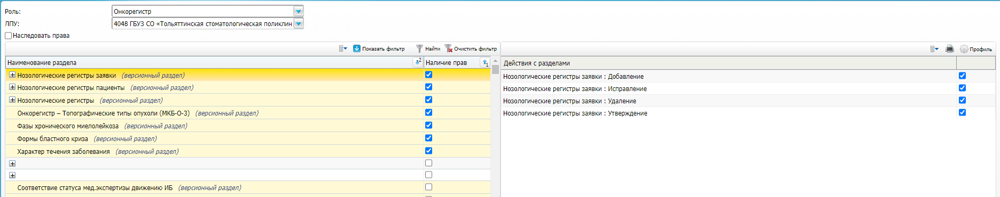 Роль: Онкорегистр
ЛПУ: 4048 ГБУЗ СО «Тольяттинская стоматологическая поликлин
Наследовать права
Показать фильтр Найти Очистить фильтр
Профиль
Наименование раздела 2 Наличие прав 1
Нозологические регистры заявки (версионный раздел)
Нозологические регистры пациенты (версионный раздел)
Нозологические регистры (версионный раздел)
Онкорегистр – Топографические типы опухоли (МКБ-О-3) (версионный раздел)
Фазы хронического миелолейкоза (версионный раздел)
Формы бластного криза (версионный раздел)
Характер течения заболевания (версионный раздел)
Соответствие статуса мед.экспертизы движению ИБ (версионный раздел)
Действия с разделами
Нозологические регистры заявки : Добавление
Нозологические регистры заявки : Исправление
Нозологические регистры заявки : Удаление
Нозологические регистры заявки : Утверждение